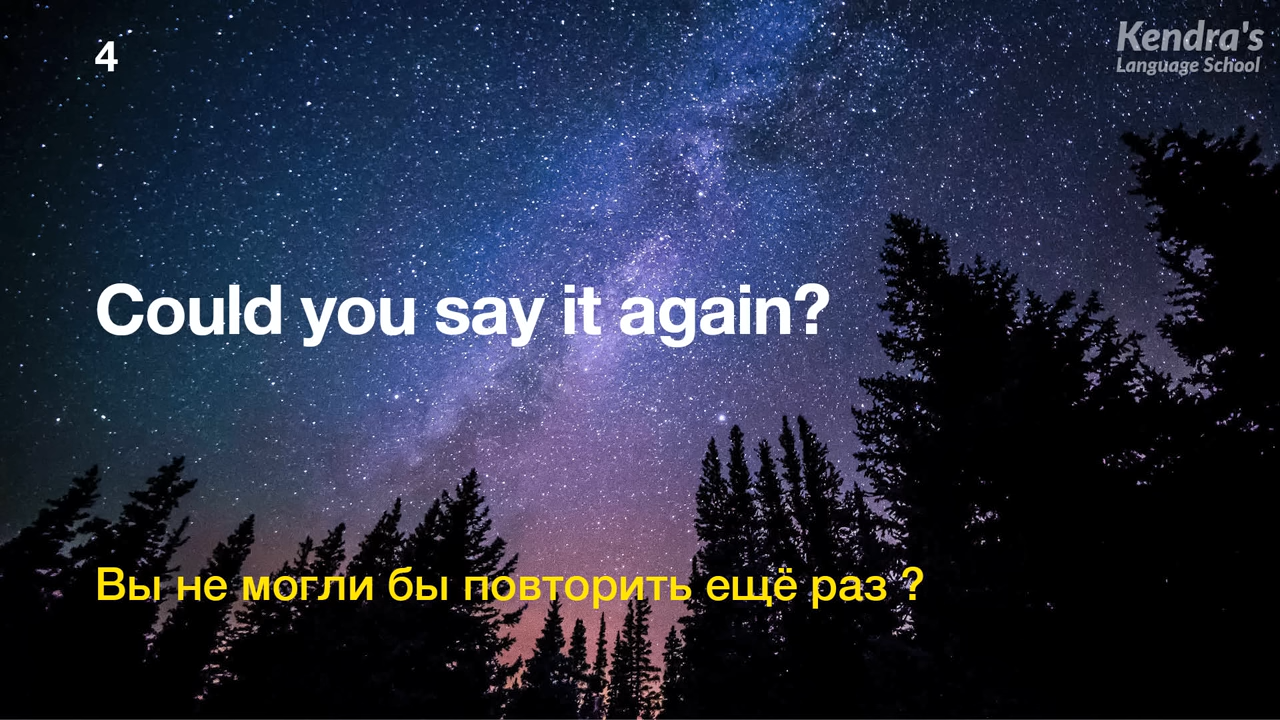 4
Kendra's
Language School
Could you say it again?
Вы не могли бы повторить ещё раз ?